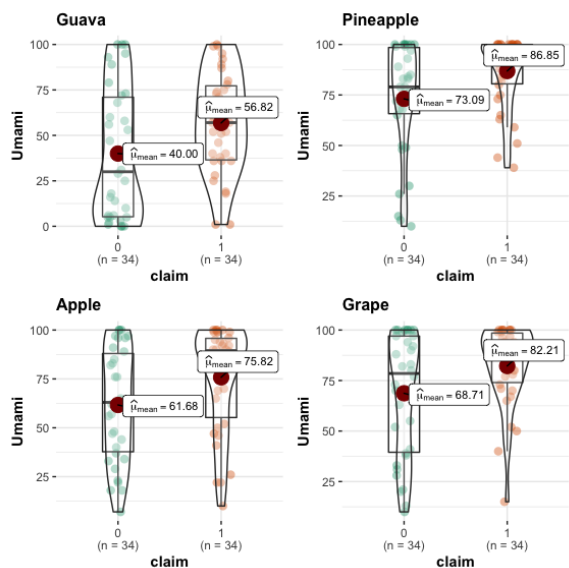 Guava
Umami
100
75
50
25
0
μ̂mean = 40.00
μ̂mean = 56.82
0
(n = 34)
1
(n = 34)
claim
Pineapple
Umami
100
75
50
25
μ̂mean = 73.09
μ̂mean = 86.85
0
(n = 34)
1
(n = 34)
claim
Apple
Umami
100
75
50
25
μ̂mean = 61.68
μ̂mean = 75.82
0
(n = 34)
1
(n = 34)
claim
Grape
Umami
100
75
50
25
μ̂mean = 68.71
μ̂mean = 82.21
0
(n = 34)
1
(n = 34)
claim